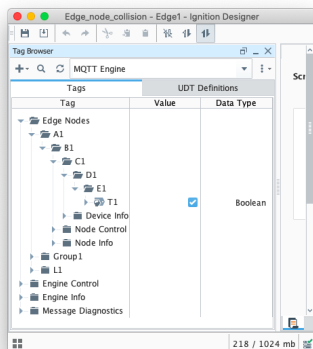 Edge_node_collision - Edge1 - Ignition Designer
Tag Browser
MQTT Engine
Tags UDT Definitions
Tag Value Data Type
Edge Nodes
A1
B1
C1
D1
E1
T1 Boolean
Device Info
Node Control
Node Info
Group1
L1
Engine Control
Engine Info
Message Diagnostics
Scr
218 / 1024 mb